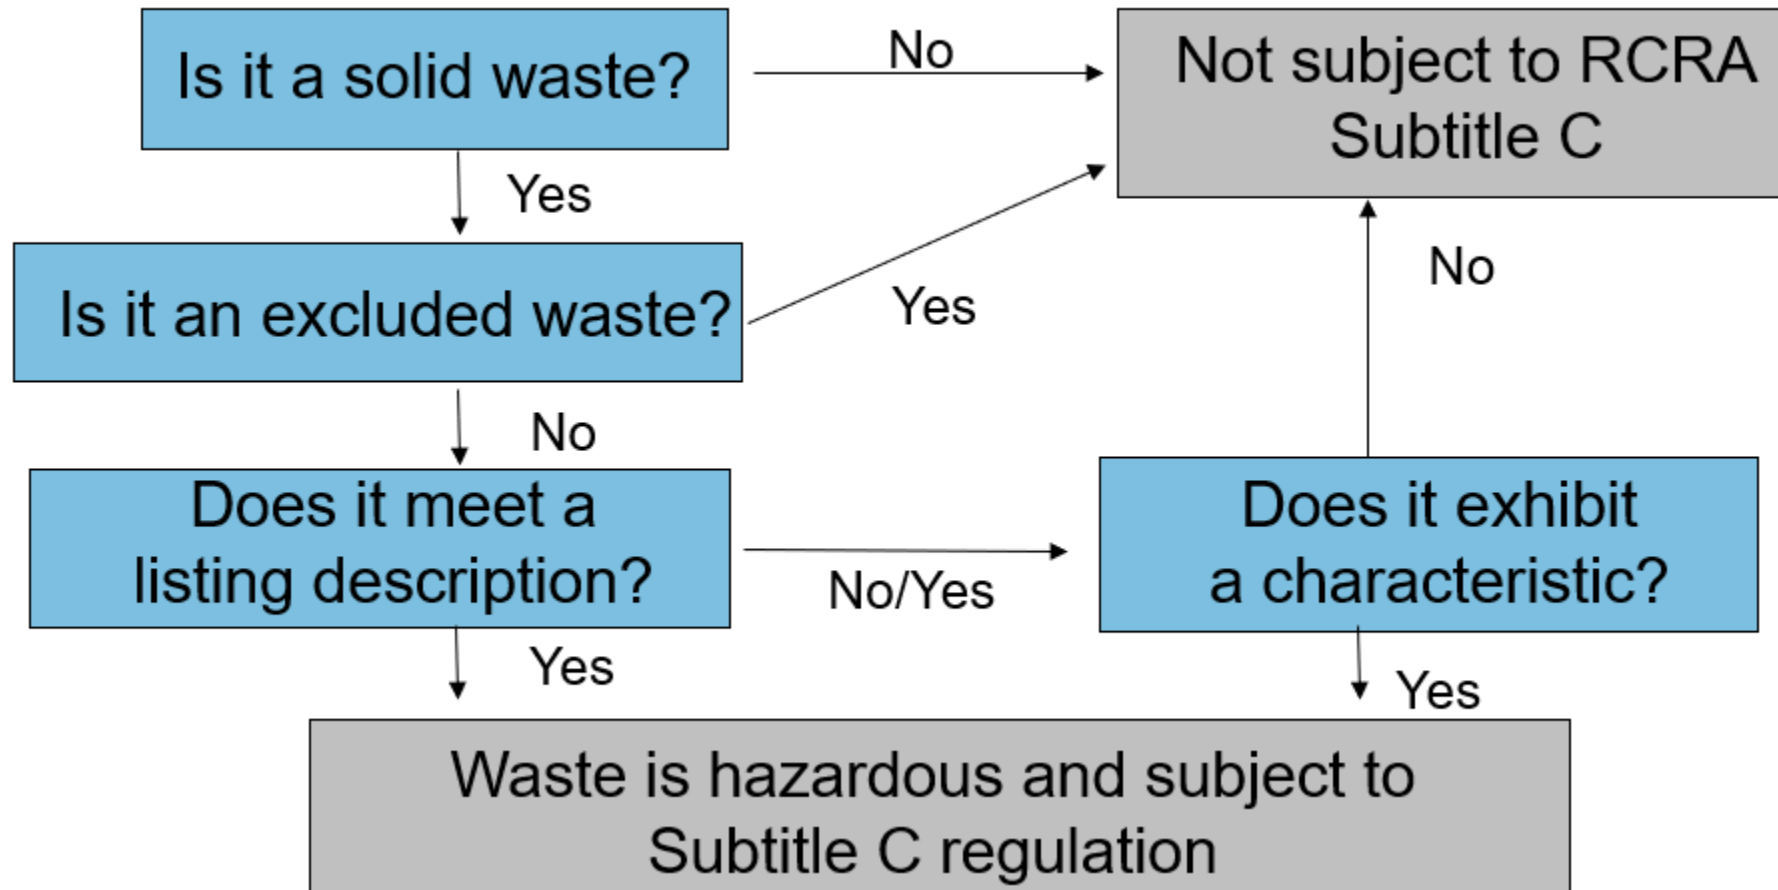 Is it a solid waste?
No
Not subject to RCRA
Subtitle C
Yes
Is it an excluded waste?
Yes
No
No
Does it meet a
listing description?
No/Yes
Does it exhibit
a characteristic?
Yes
Yes
Waste is hazardous and subject to
Subtitle C regulation